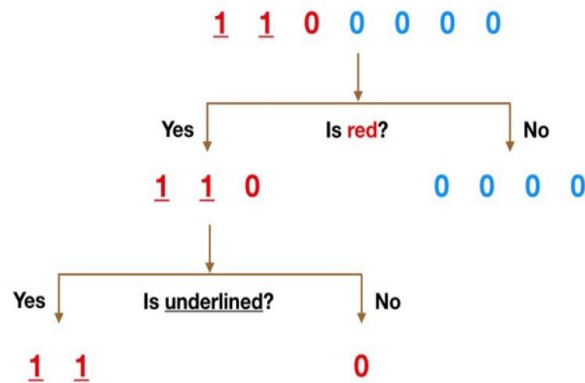 1 1 0 0 0 0 0
Yes Is red? No
1 1 0 0 0 0 0
Yes Is underlined? No
1 1 0